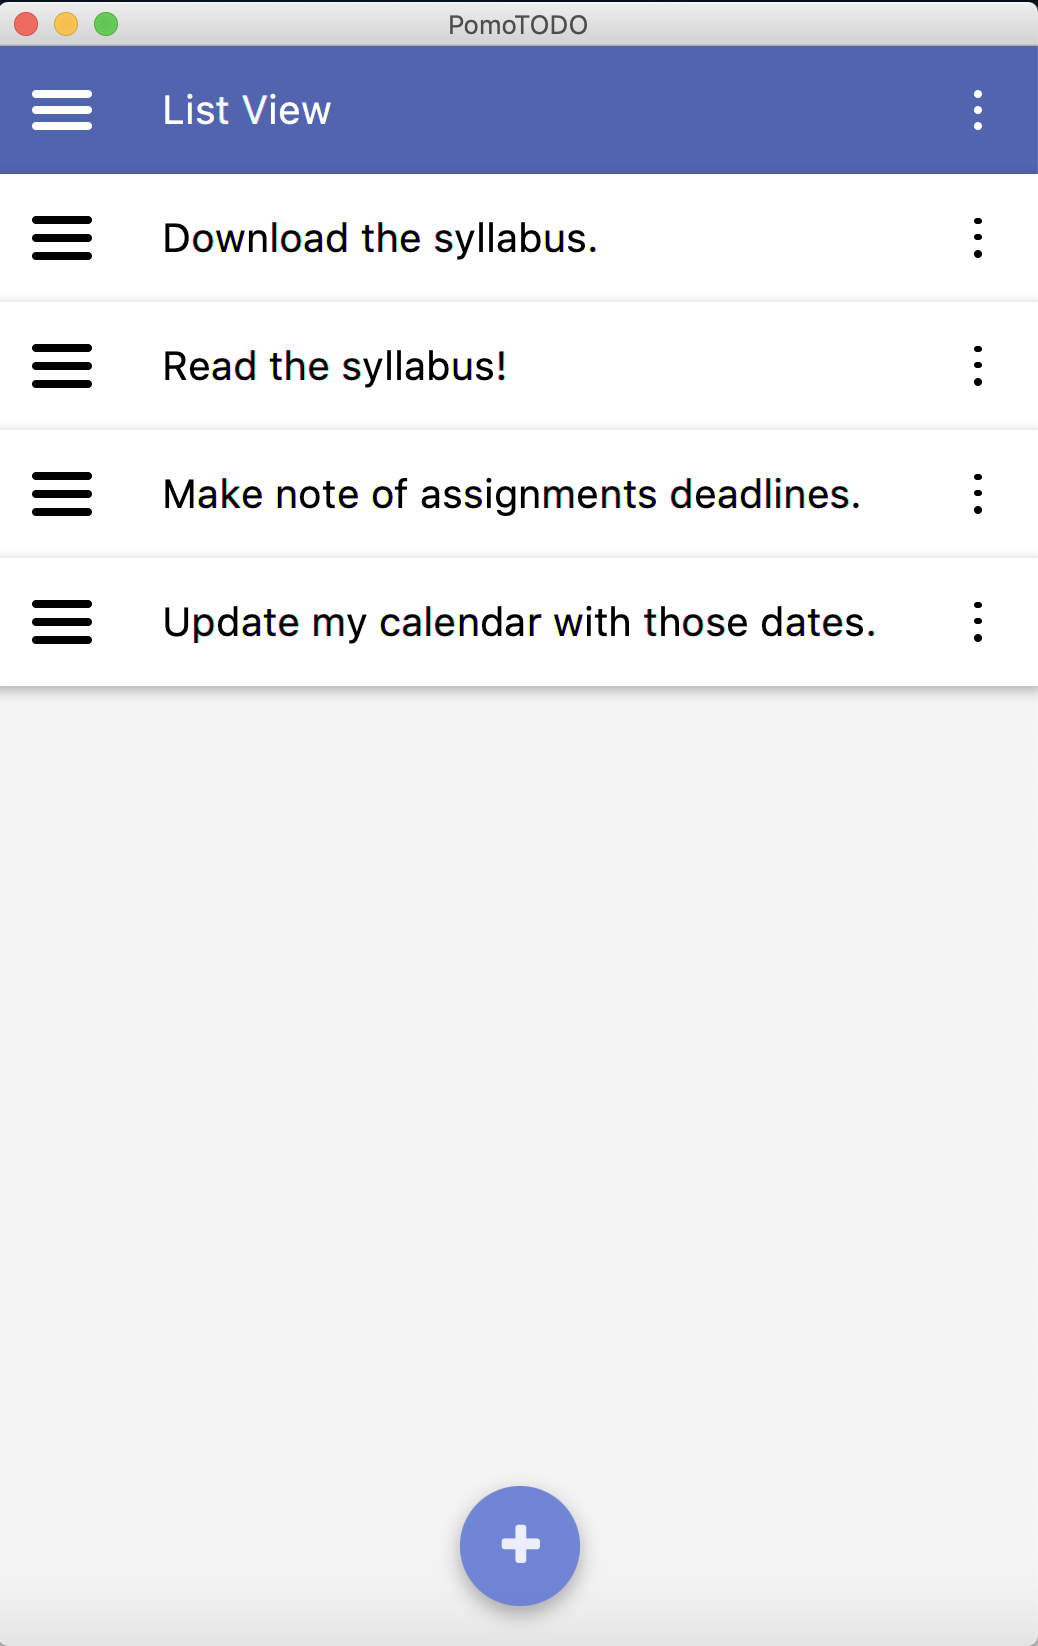 PomoTODO
List View
Download the syllabus.
Read the syllabus!
Make note of assignments deadlines.
Update my calendar with those dates.